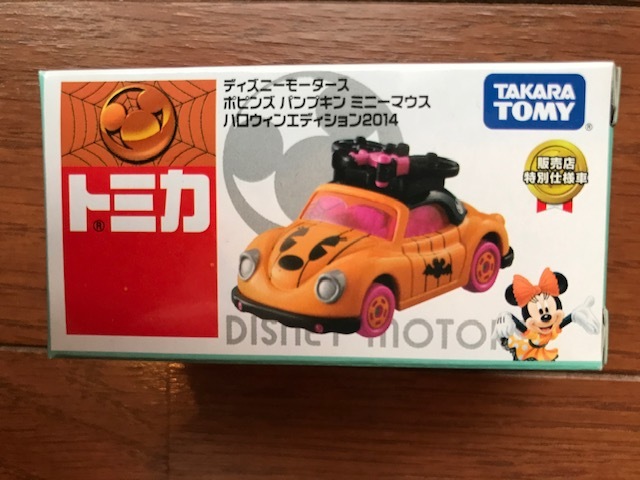 ディズニーモータース
ポピンズ パンプキン ミニーマウス
ハロウィンエディション2014
TAKARA
TOMY
®
販売店
特別仕様車
トミカ
®
DISNEY MOTOR